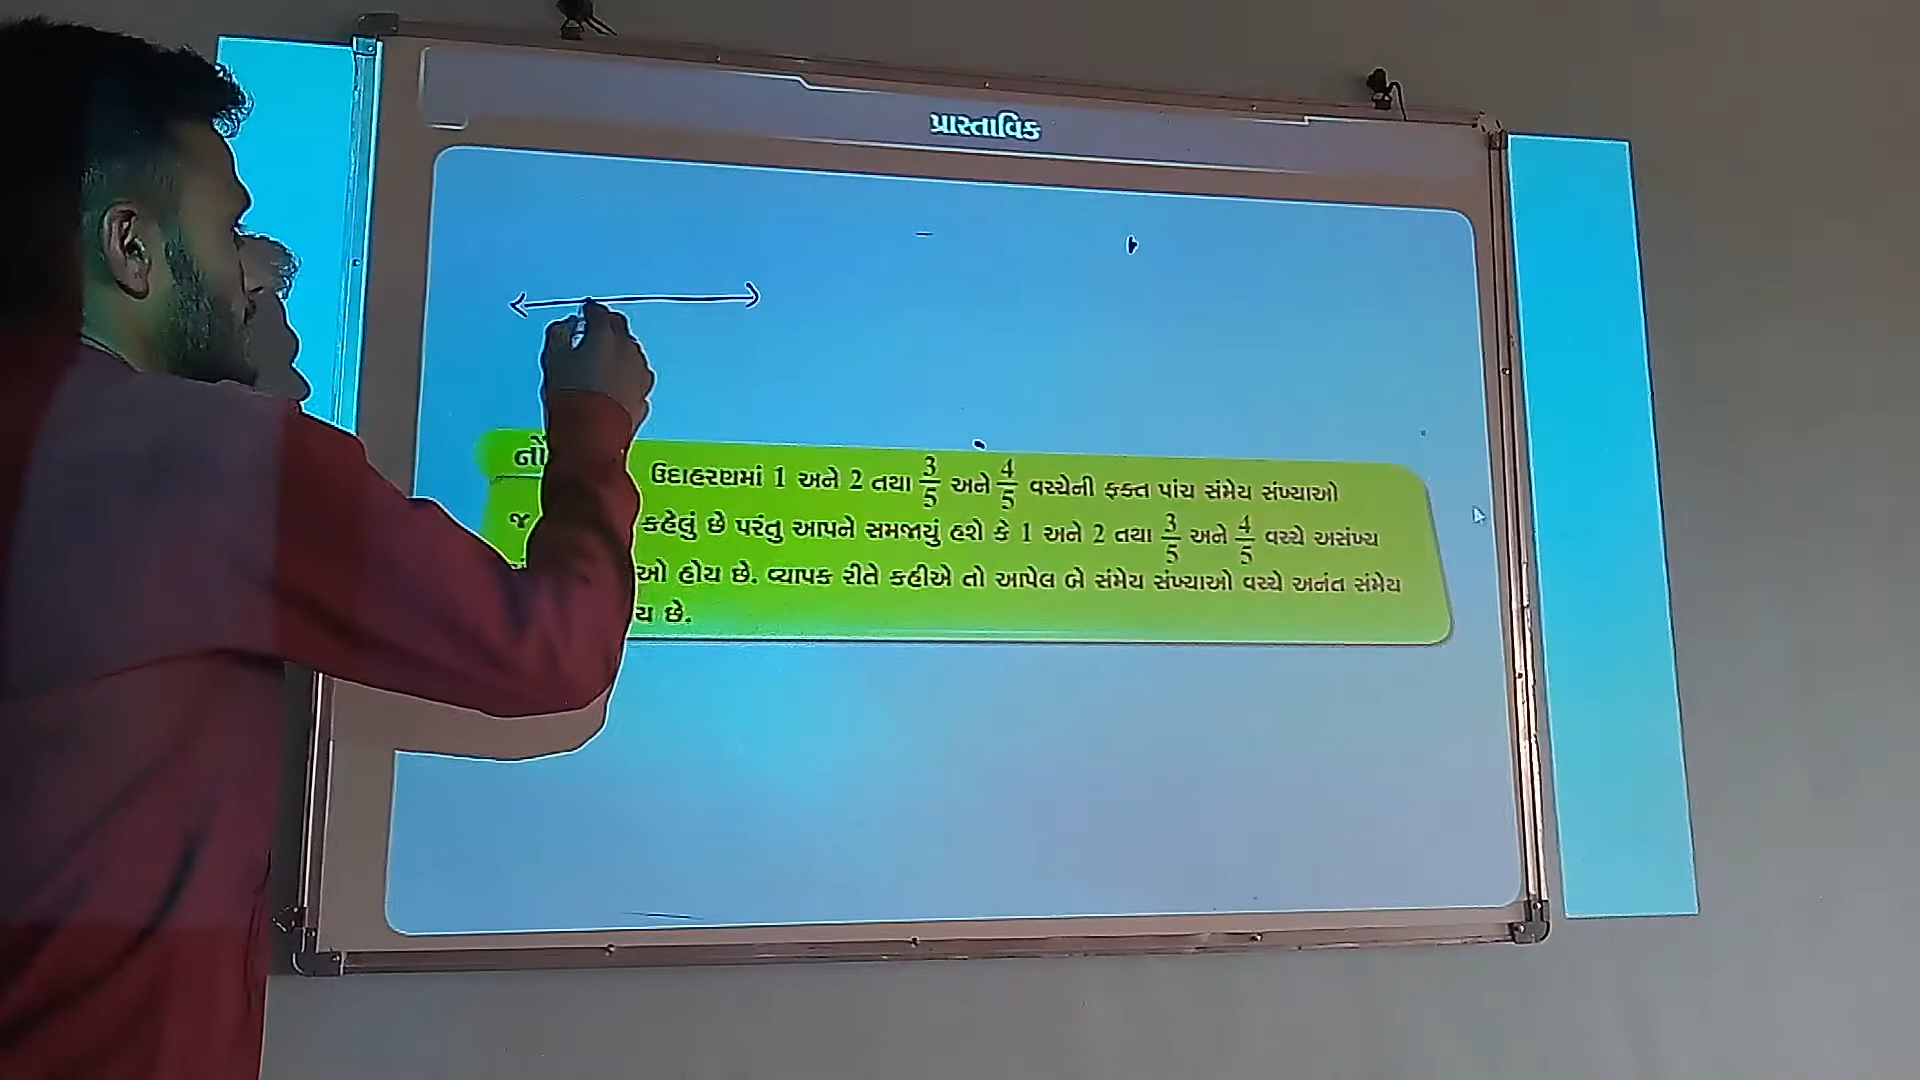 પ્રાસ્તાવિક
ઉદાહરણમાં 1 અને 2 તથા 3/5 અને 4/5 વચ્ચેની ફક્ત પાંચ સંમેય સંખ્યાઓ
જ કહેલું છે પરંતુ આપને સમજાયું હશે કે 1 અને 2 તથા 3/5 અને 4/5 વચ્ચે અસંખ્ય
હોય છે. વ્યાપક રીતે કહીએ તો આપેલ બે સંમેય સંખ્યાઓ વચ્ચે અનંત સંમેય
છે.